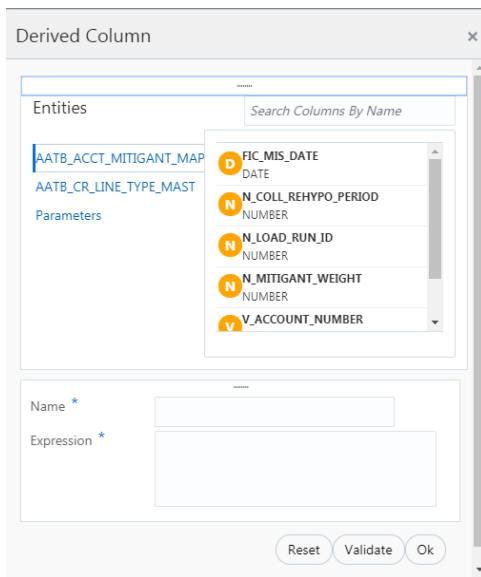 Derived Column
×
Entities
Search Columns By Name
AATB_ACCT_MITIGANT_MAP
AATB_CR_LINE_TYPE_MAST
Parameters
D
FIC_MIS_DATE
DATE
N
N_COLL_REHYPO_PERIOD
NUMBER
N
N_LOAD_RUN_ID
NUMBER
N
N_MITIGANT_WEIGHT
NUMBER
V
V_ACCOUNT_NUMBER
Name *
Expression *
Reset Validate Ok